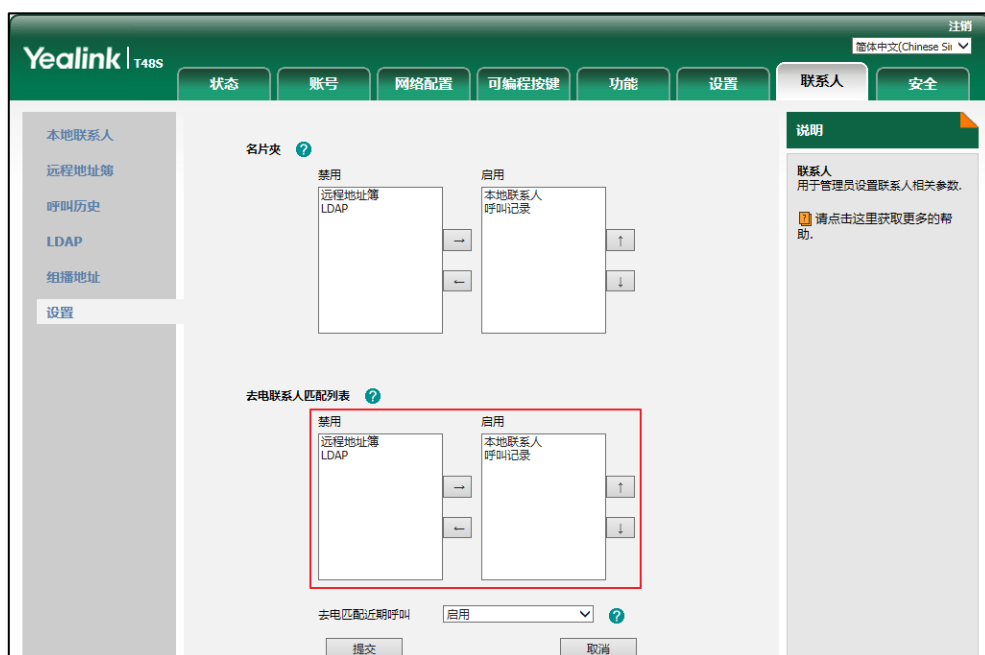 注销
Yealink T48S
简体中文(Chinese Si
状态 账号 网络配置 可编程按键 功能 设置 联系人 安全
本地联系人
远程地址簿
呼叫历史
LDAP
组播地址
设置
名片夹 ?
禁用 启用
远程地址簿
LDAP
本地联系人
呼叫记录
→ ↑
← ↓
去电联系人匹配列表 ?
禁用 启用
远程地址簿
LDAP
本地联系人
呼叫记录
→ ↑
← ↓
去电匹配近期呼叫 启用 ?
提交 取消
说明
联系人
用于管理员设置联系人相关参数.
? 请点击这里获取更多的帮
助.